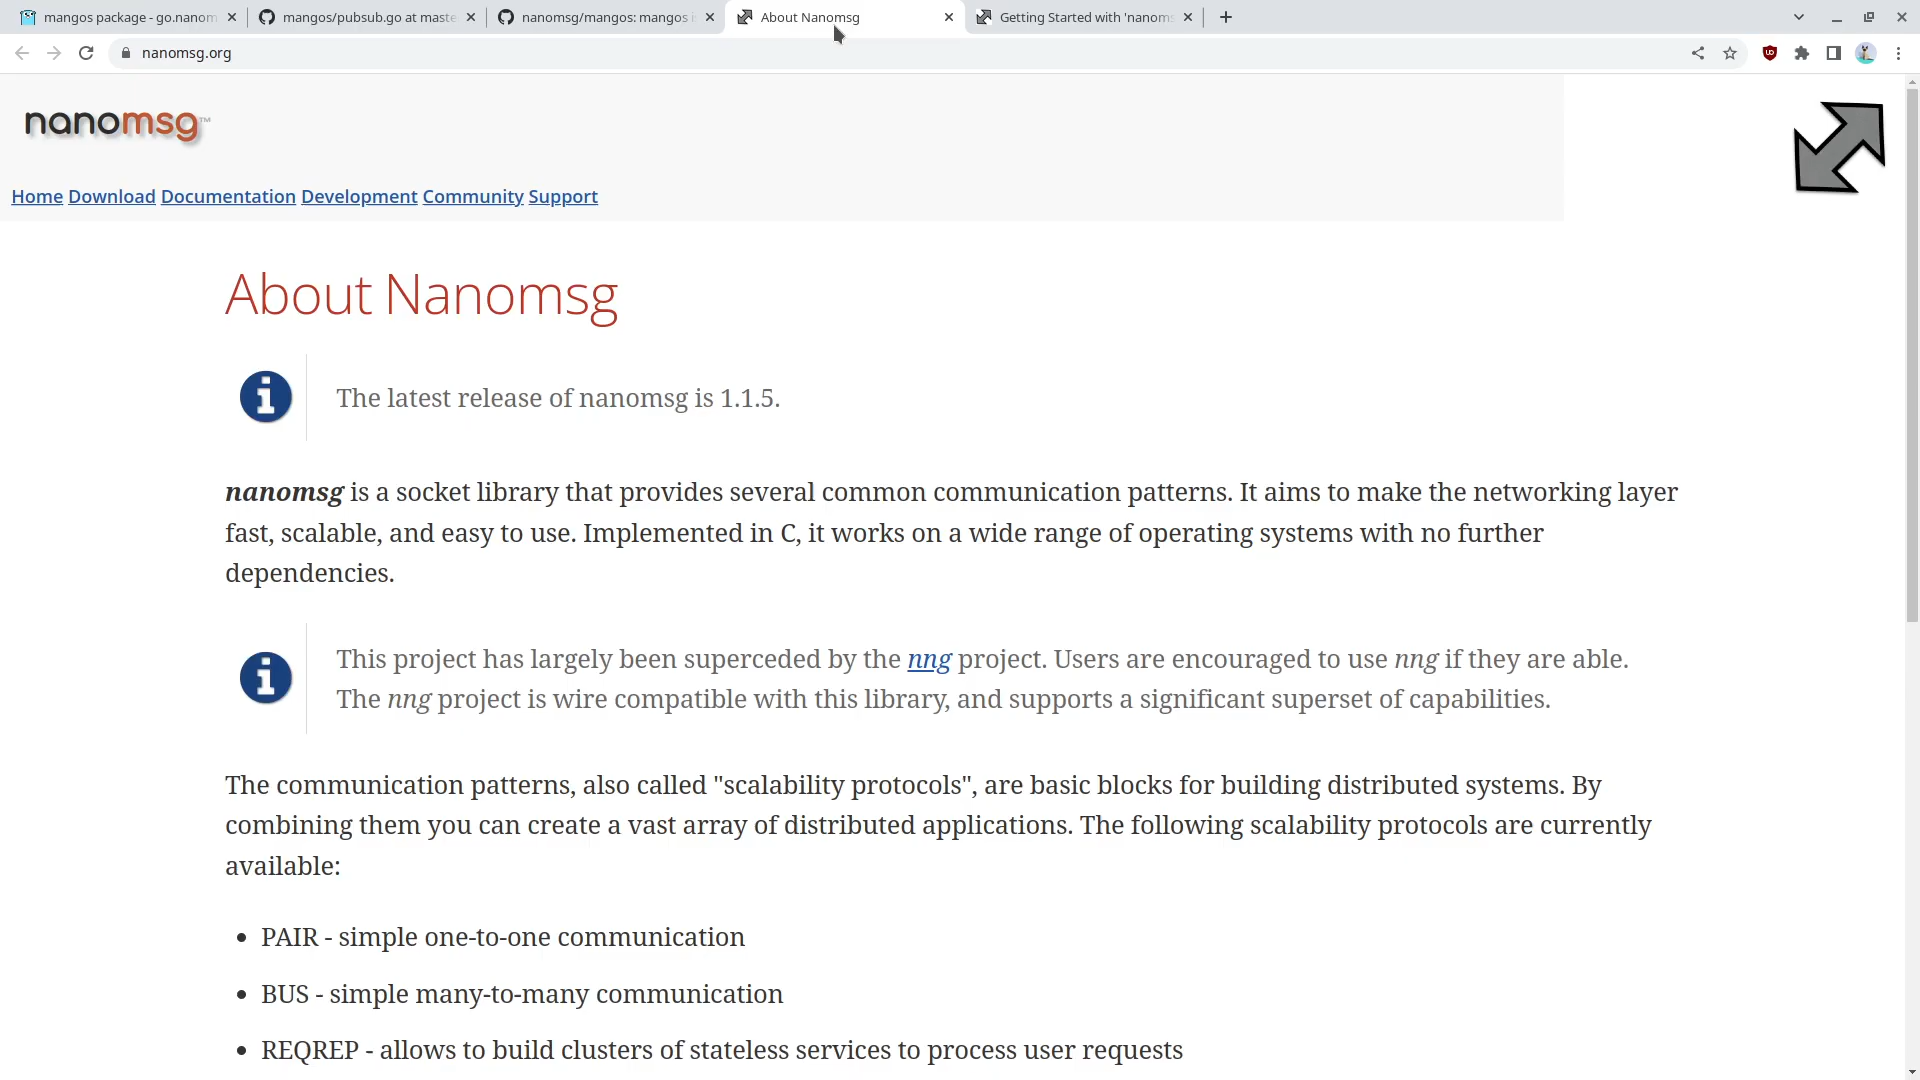 mangos package - go.nanom
mangos/pubsub.go at maste
nanomsg/mangos: mangos i
About Nanomsg
Getting Started with 'nanoms
nanomsg.org
nanomsg™
Home Download Documentation Development Community Support
About Nanomsg
The latest release of nanomsg is 1.1.5.
nanomsg is a socket library that provides several common communication patterns. It aims to make the networking layer
fast, scalable, and easy to use. Implemented in C, it works on a wide range of operating systems with no further
dependencies.
This project has largely been superceded by the nng project. Users are encouraged to use nng if they are able.
The nng project is wire compatible with this library, and supports a significant superset of capabilities.
The communication patterns, also called "scalability protocols", are basic blocks for building distributed systems. By
combining them you can create a vast array of distributed applications. The following scalability protocols are currently
available:
• PAIR - simple one-to-one communication
• BUS - simple many-to-many communication
• REQREP - allows to build clusters of stateless services to process user requests